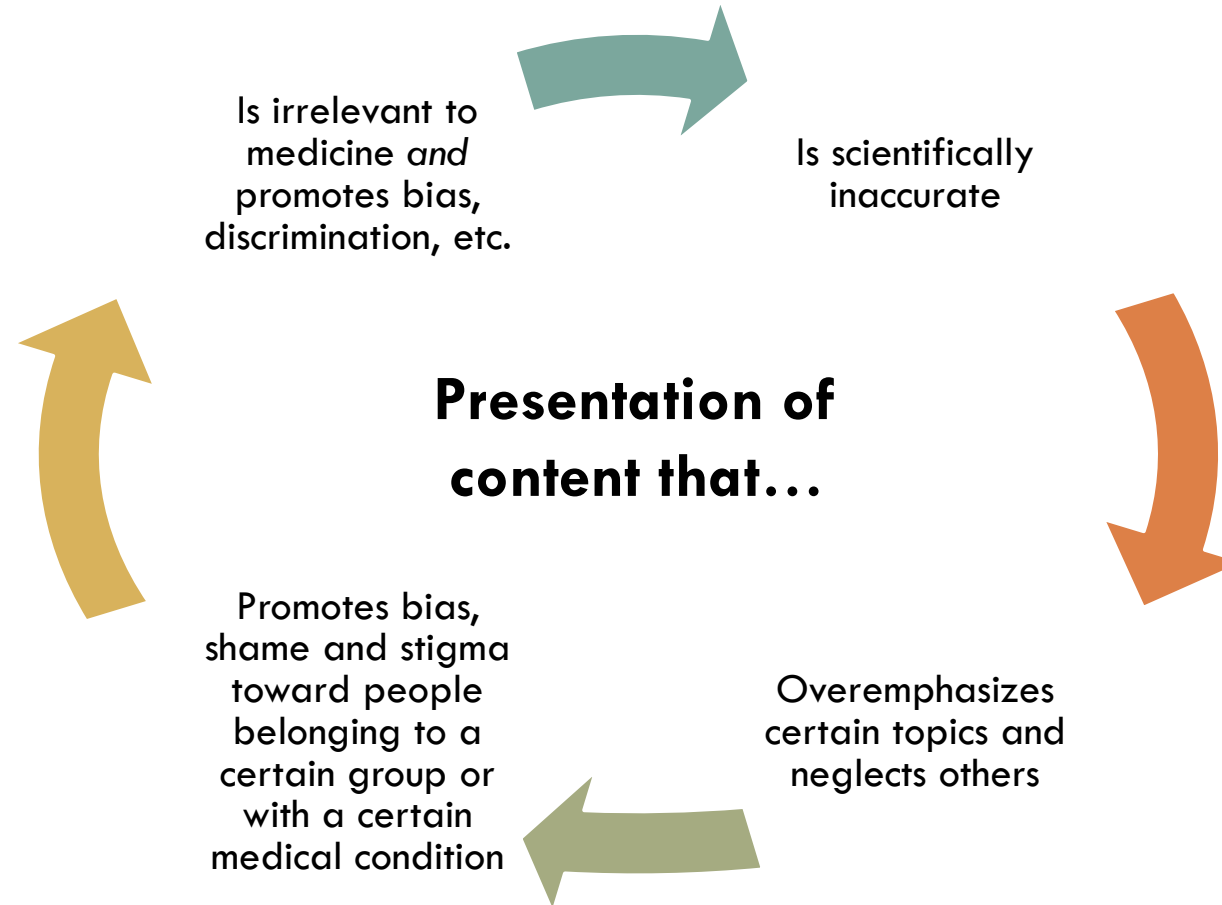 Is irrelevant to
medicine and
promotes bias,
discrimination, etc.
Is scientifically
inaccurate
Presentation of
content that...
Promotes bias,
shame and stigma
toward people
belonging to a
certain group or
with a certain
medical condition
Overemphasizes
certain topics and
neglects others